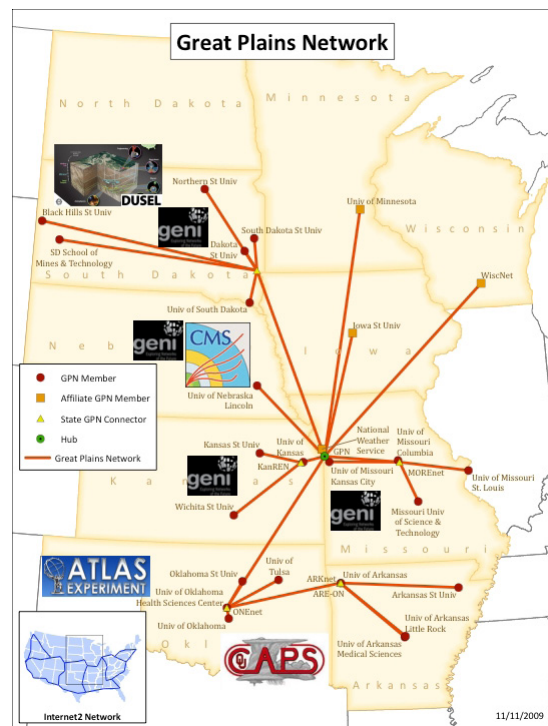 Great Plains Network
North Dakota
Minnesota
DUSEL
Northern St Univ
Univ of Minnesota
Black Hills St Univ
geni
South Dakota St Univ
Wisconsin
Dakota
St Univ
SD School of
Mines & Technology
South Dakota
WiscNet
Univ of South Dakota
Iowa St Univ
Neb
Iowa
geni
CMS
GPN Member
Affiliate GPN Member
State GPN Connector
Hub
Great Plains Network
Univ of Nebraska
Lincoln
National
Weather
Service
GPN
Univ of
Missouri
Columbia
Kansas St Univ
Univ of
Kansas
KanREN
Univ of Missouri
Kansas City
MOREnet
Univ of Missouri
St. Louis
Kansas
geni
Wichita St Univ
geni
Missouri Univ
of Science &
Technology
Missouri
ATLAS
EXPERIMENT
Oklahoma St Univ
Univ of
Tulsa
ARKnet
Univ of Arkansas
ARE-ON
Arkansas St Univ
Univ of Oklahoma
Health Sciences Center
ONEnet
Univ of Oklahoma
Univ of Arkansas
Little Rock
Univ of Arkansas
Medical Sciences
Okl
OU
CAPS
Arkansas
Internet2 Network
11/11/2009